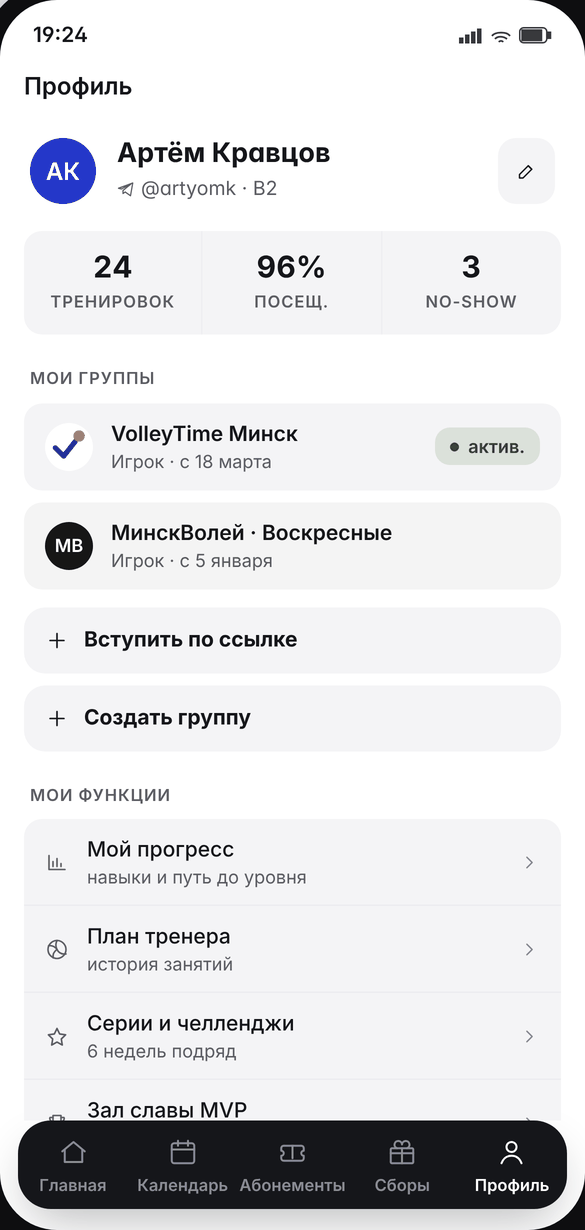 19:24
Профиль
АК
Артём Кравцов
@artyomk · B2
24
ТРЕНИРОВОК
96%
ПОСЕЩ.
3
NO-SHOW
МОИ ГРУППЫ
VolleyTime Минск
Игрок · с 18 марта
актив.
МВ
МинскВолей · Воскресные
Игрок · с 5 января
Вступить по ссылке
Создать группу
МОИ ФУНКЦИИ
Мой прогресс
навыки и путь до уровня
План тренера
история занятий
Серии и челленджи
6 недель подряд
Зал славы MVP
Главная
Календарь
Абонементы
Сборы
Профиль